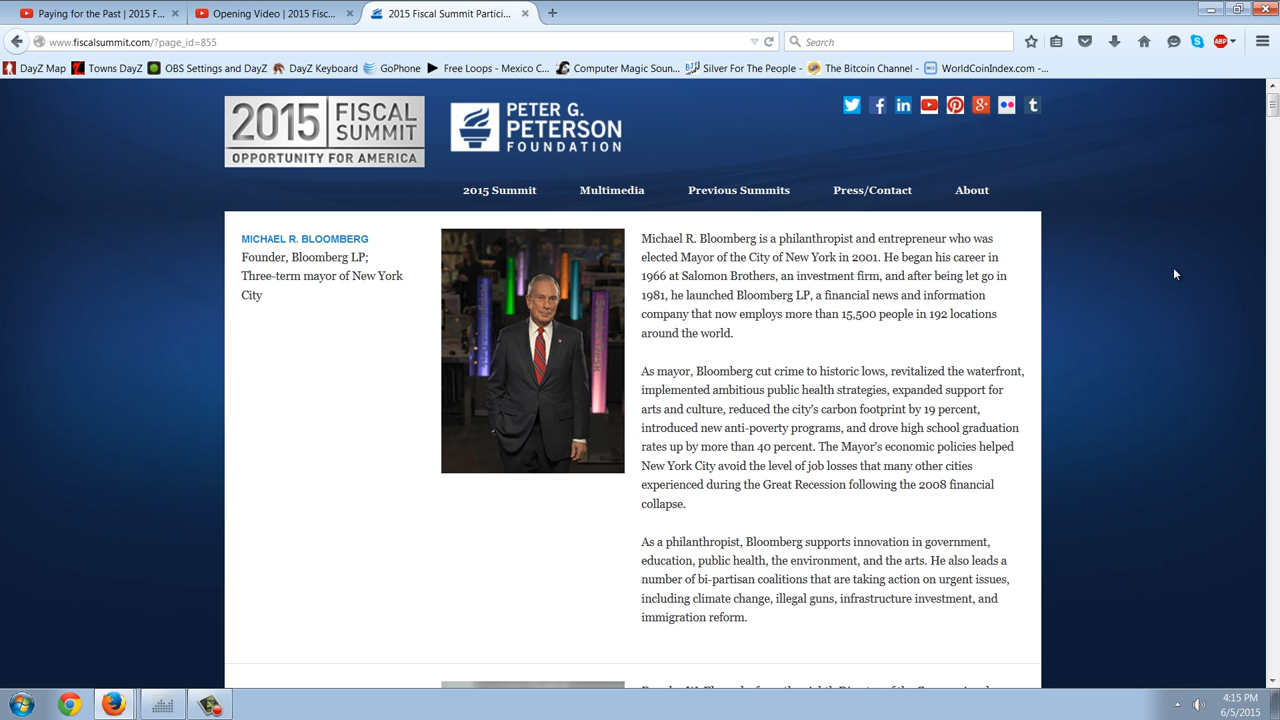 Paying for the Past | 2015 F...
Opening Video | 2015 Fisc...
2015 Fiscal Summit Partici...
www.fiscalsummit.com/?page_id=855
Search
ABP
DayZ Map
Towns DayZ
OBS Settings and DayZ
DayZ Keyboard
GoPhone
Free Loops - Mexico C...
Computer Magic Soun...
Silver For The People -
The Bitcoin Channel -
WorldCoinIndex.com -...
2015 FISCAL SUMMIT
OPPORTUNITY FOR AMERICA
PETER G.
PETERSON
FOUNDATION
2015 Summit
Multimedia
Previous Summits
Press/Contact
About
MICHAEL R. BLOOMBERG
Founder, Bloomberg LP;
Three-term mayor of New York
City
Michael R. Bloomberg is a philanthropist and entrepreneur who was
elected Mayor of the City of New York in 2001. He began his career in
1966 at Salomon Brothers, an investment firm, and after being let go in
1981, he launched Bloomberg LP, a financial news and information
company that now employs more than 15,500 people in 192 locations
around the world.
As mayor, Bloomberg cut crime to historic lows, revitalized the waterfront,
implemented ambitious public health strategies, expanded support for
arts and culture, reduced the city's carbon footprint by 19 percent,
introduced new anti-poverty programs, and drove high school graduation
rates up by more than 40 percent. The Mayor's economic policies helped
New York City avoid the level of job losses that many other cities
experienced during the Great Recession following the 2008 financial
collapse.
As a philanthropist, Bloomberg supports innovation in government,
education, public health, the environment, and the arts. He also leads a
number of bi-partisan coalitions that are taking action on urgent issues,
including climate change, illegal guns, infrastructure investment, and
immigration reform.
4:15 PM
6/5/2015